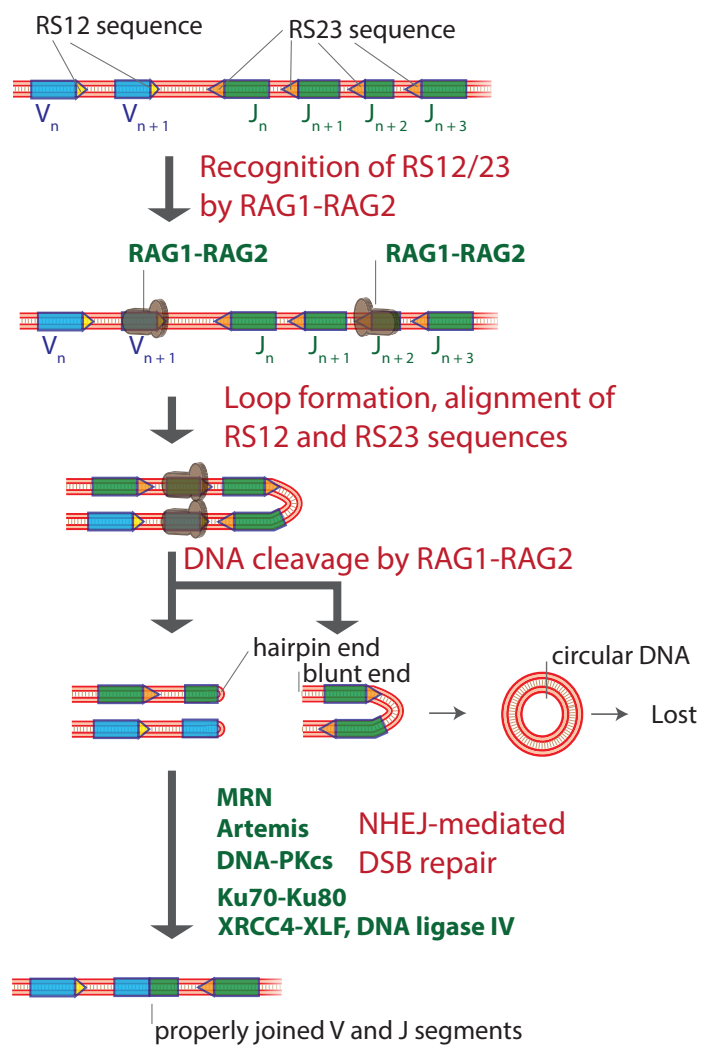 RS12 sequence
RS23 sequence
Vn
Vn + 1
Jn
Jn+1
Jn+2
Jn+3
Recognition of RS12/23
by RAG1-RAG2
RAG1-RAG2
RAG1-RAG2
Vn
Vn + 1
Jn
Jn+1
Jn+2
Jn+3
Loop formation, alignment of
RS12 and RS23 sequences
DNA cleavage by RAG1-RAG2
hairpin end
blunt end
circular DNA
Lost
MRN
Artemis
DNA-PKcs
Ku70-Ku80
XRCC4-XLF, DNA ligase IV
NHEJ-mediated
DSB repair
properly joined V and J segments